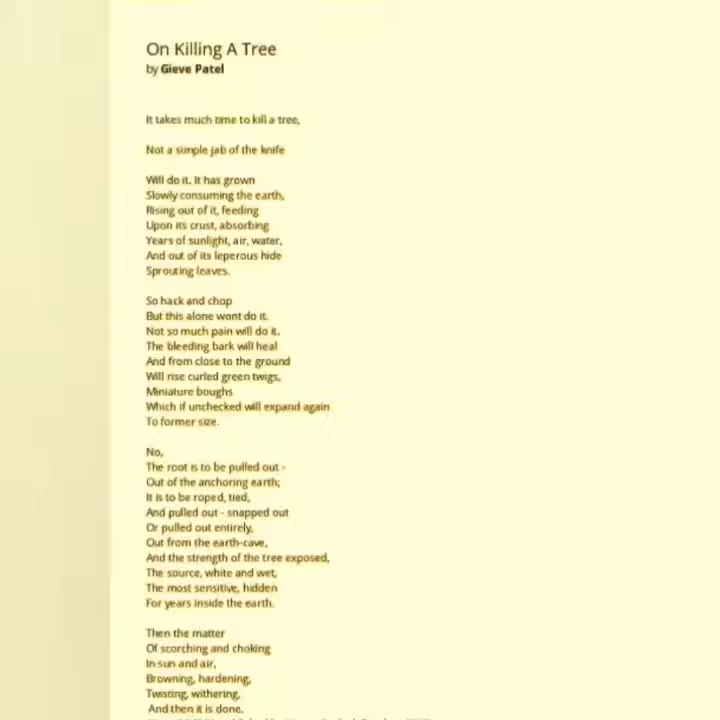 On Killing A Tree
by Gieve Patel
It takes much time to kill a tree,
Not a simple jab of the knife
Will do it. It has grown
Slowly consuming the earth,
Rising out of it, feeding
Upon its crust, absorbing
Years of sunlight, air, water,
And out of its leperous hide
Sprouting leaves.
So hack and chop
But this alone wont do it.
Not so much pain will do it.
The bleeding bark will heal
And from close to the ground
Will rise curled green twigs,
Miniature boughs
Which if unchecked will expand again
To former size.
No,
The root is to be pulled out -
Out of the anchoring earth;
It is to be roped, tied,
And pulled out - snapped out
Or pulled out entirely,
Out from the earth-cave,
And the strength of the tree exposed,
The source, white and wet,
The most sensitive, hidden
For years inside the earth.
Then the matter
Of scorching and choking
In sun and air,
Browning, hardening,
Twisting, withering,
And then it is done.